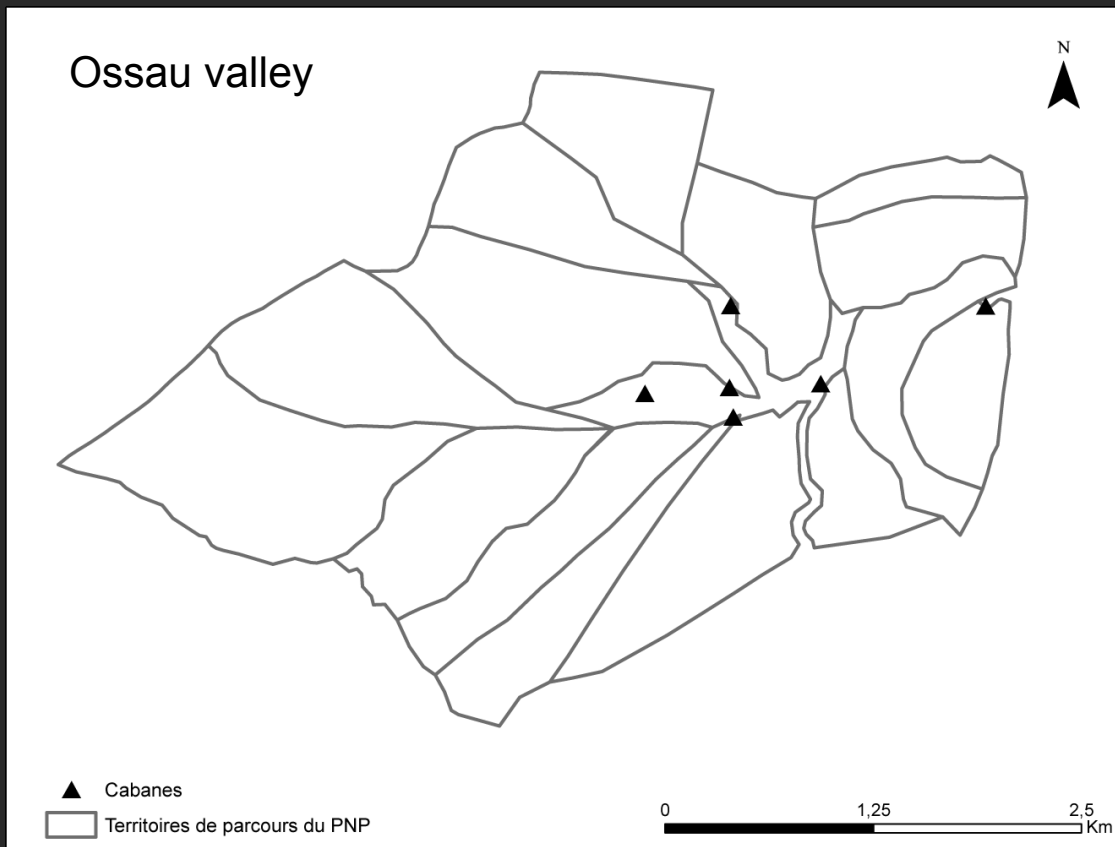 Ossau valley
N
Cabanes
Territoires de parcours du PNP
0 1,25 2,5
Km